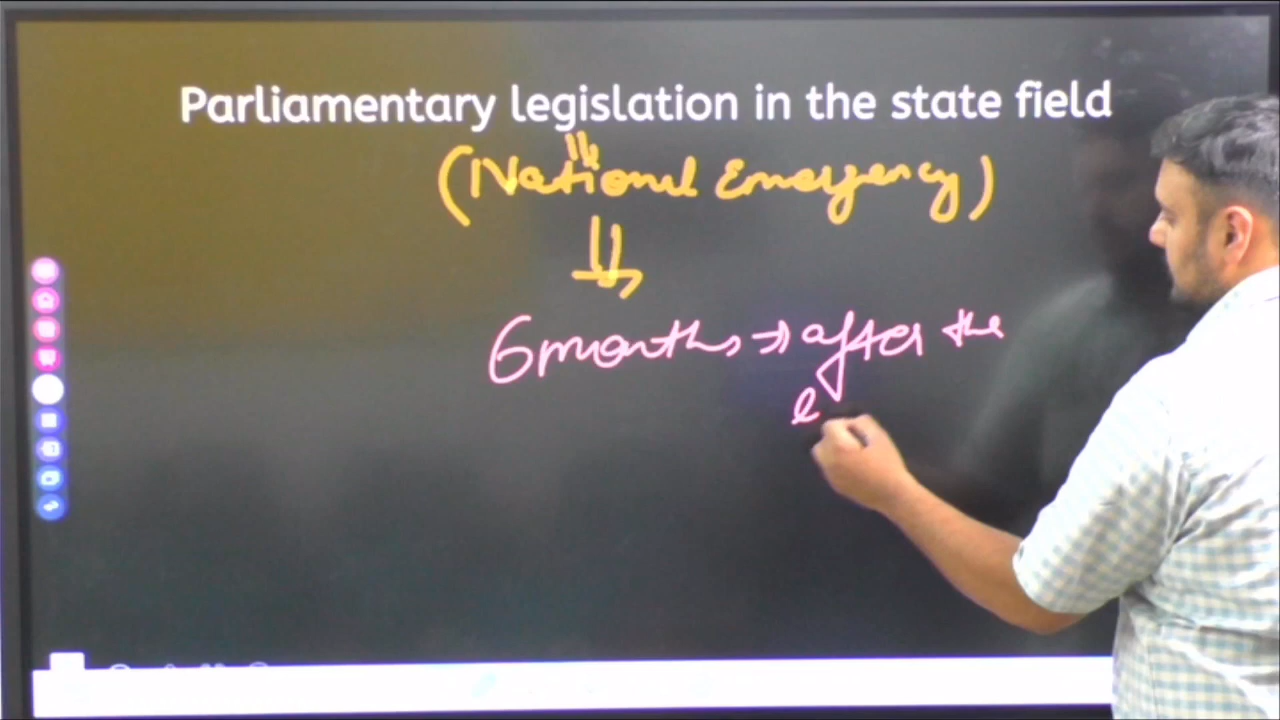 Parliamentary legislation in the state field
(National Emergency)
6 months → after the
e